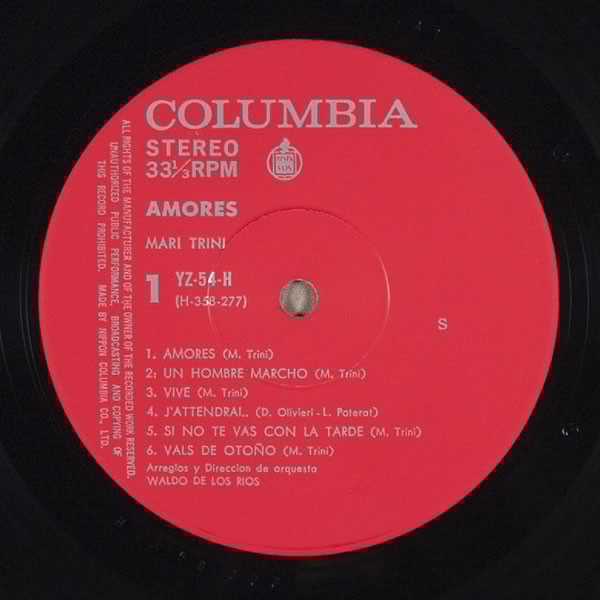 COLUMBIA
STEREO
33⅓RPM
AMORES
MARI TRINI
1
YZ-54-H
(H-358-277)
S
1. AMORES (M. Trini)
2: UN HOMBRE MARCHO (M. Trini)
3. VIVE (M. Trini)
4. J'ATTENDRAI.. (D. Olivieri - L. Poterat)
5. SI NO TE VAS CON LA TARDE (M. Trini)
6. VALS DE OTOÑO (M. Trini)
Arreglos y Direccion de orquesta
WALDO DE LOS RIOS
ALL RIGHTS OF THE MANUFACTURER AND OF THE OWNER OF THE RECORDED WORK RESERVED.
UNAUTHORIZED PUBLIC PERFORMANCE, BROADCASTING AND COPYING OF
THIS RECORD PROHIBITED. MADE BY NIPPON COLUMBIA CO., LTD.